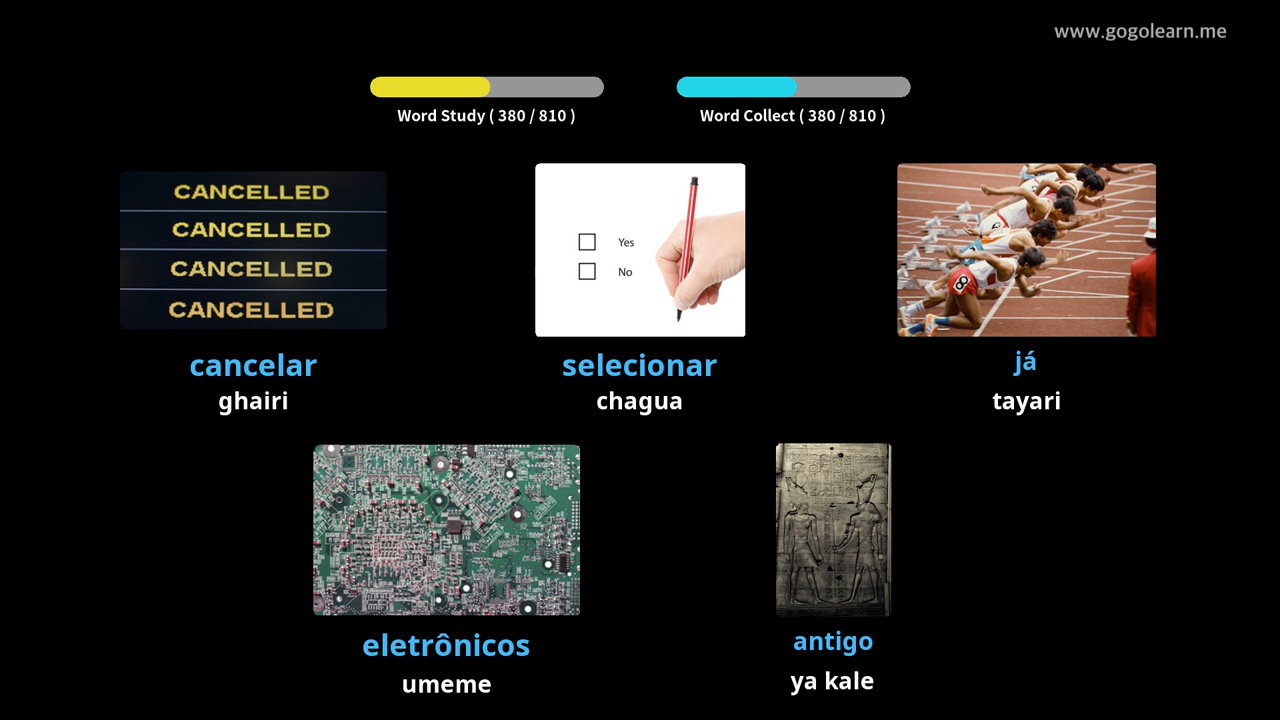 www.gogolearn.me
Word Study ( 380 / 810 )
Word Collect ( 380 / 810 )
CANCELLED
CANCELLED
CANCELLED
CANCELLED
Yes
No
8
cancelar
ghairi
selecionar
chagua
já
tayari
eletrônicos
umeme
antigo
ya kale